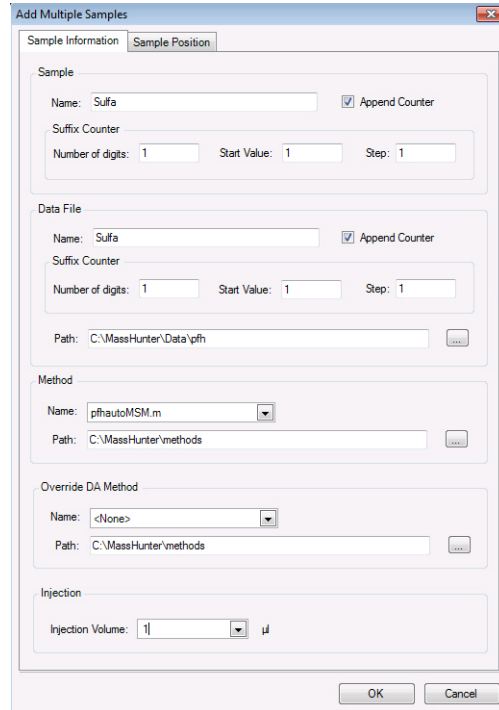 Add Multiple Samples
Sample Information Sample Position
Sample
Name: Sulfa Append Counter
Suffix Counter
Number of digits: 1 Start Value: 1 Step: 1
Data File
Name: Sulfa Append Counter
Suffix Counter
Number of digits: 1 Start Value: 1 Step: 1
Path: C:\MassHunter\Data\pfh ...
Method
Name: pfhautoMSM.m
Path: C:\MassHunter\methods ...
Override DA Method
Name: <None>
Path: C:\MassHunter\methods ...
Injection
Injection Volume: 1 µl
OK Cancel